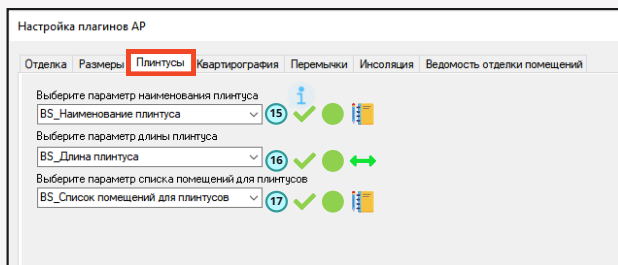 Настройка плагинов АР
Отделка Размеры Плинтусы Квартирография Перемычки Инсоляция Ведомость отделки помещений
Выберите параметр наименования плинтуса
BS_Наименование плинтуса 15
Выберите параметр длины плинтуса
BS_Длина плинтуса 16
Выберите параметр списка помещений для плинтусов
BS_Список помещений для плинтусов 17